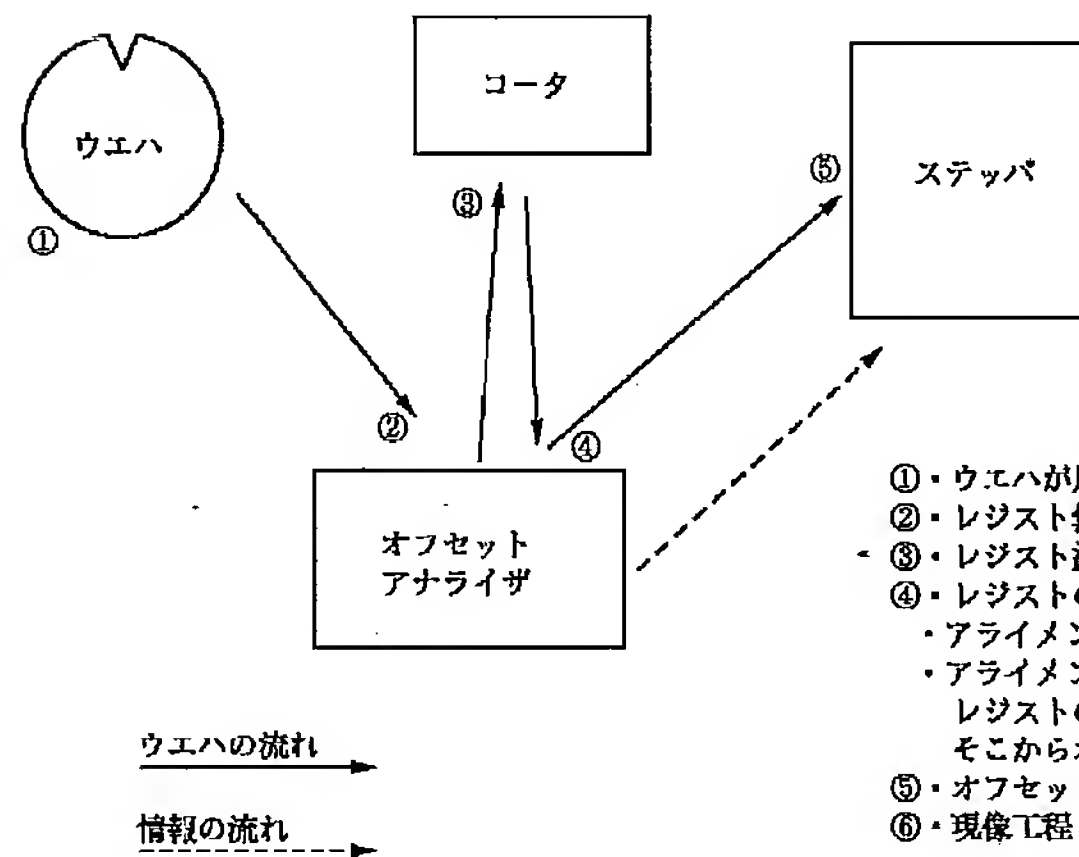 コータ
ウエハ
ステッパ
⑤
③
①
②
④
オフセット
アナライザ
①・ウエハが
②・レジスト
③・レジスト
④・レジストの
・アライメン
・アライメン
レジストの
そこから
⑤・オフセッ
⑥・現像工程
ウエハの流れ
情報の流れ